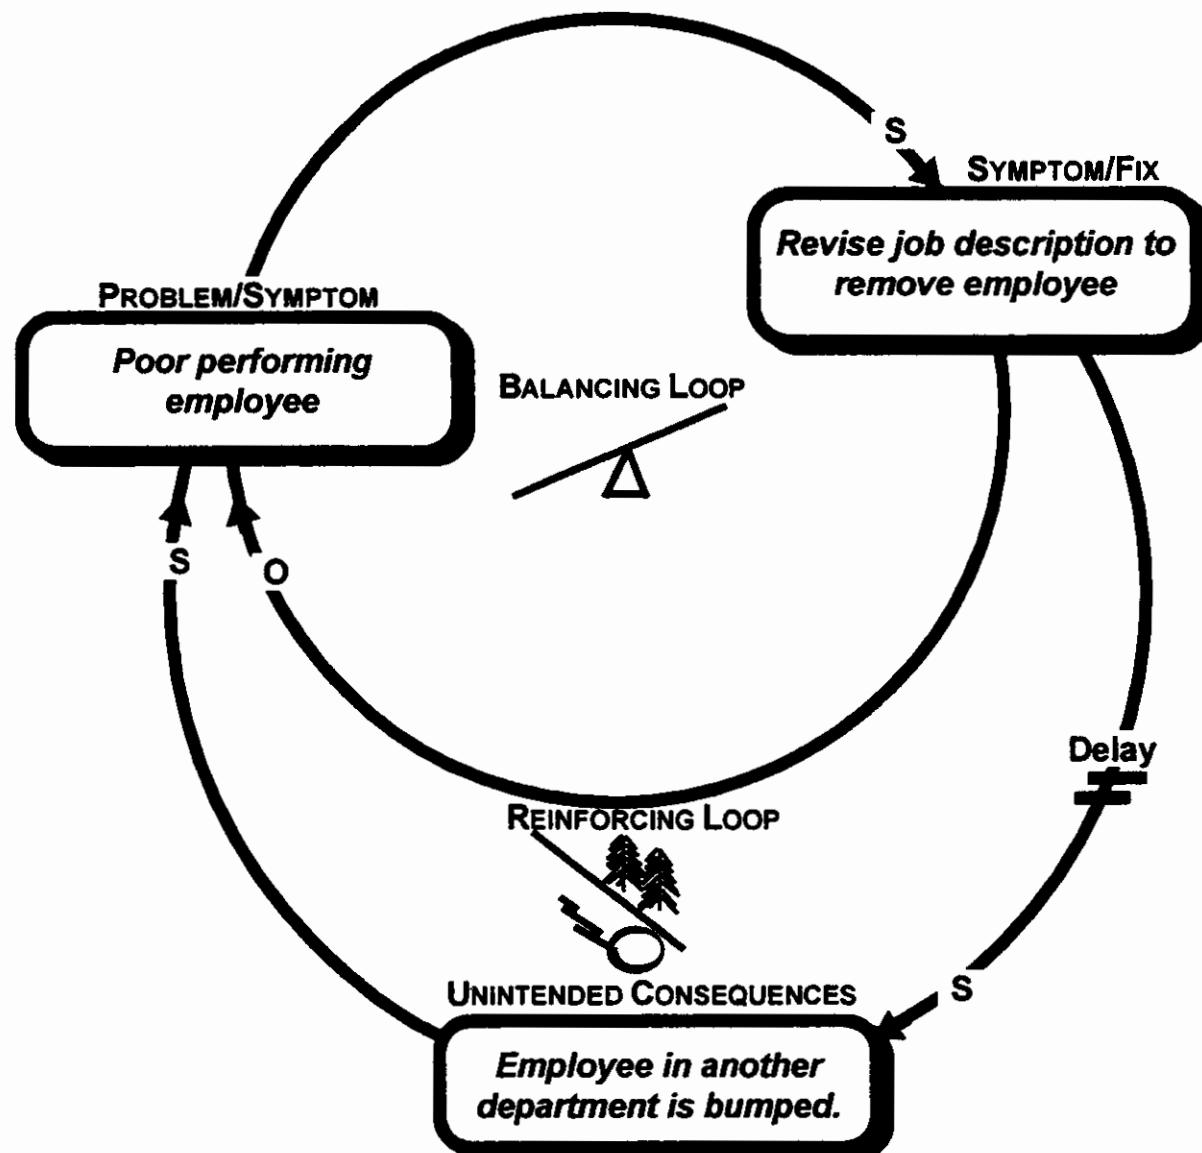 S
SYMPTOM/FIX
Revise job description to
remove employee
PROBLEM/SYMPTOM
Poor performing
employee
BALANCING LOOP
S
O
Delay
REINFORCING LOOP
S
UNINTENDED CONSEQUENCES
Employee in another
department is bumped.